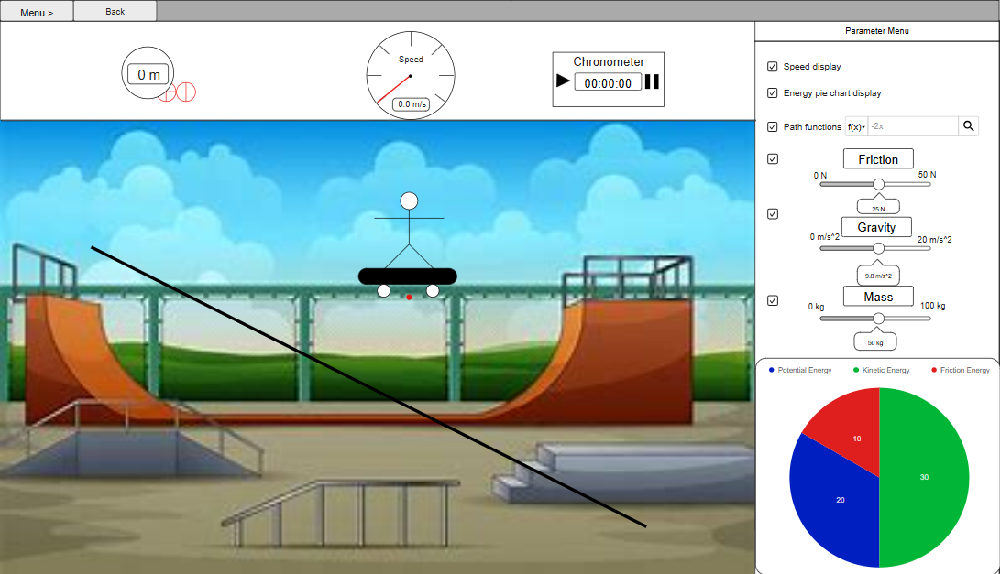 Menu >
Back
Parameter Menu
0 m
Speed
0.0 m/s
Chronometer
00:00:00
Speed display
Energy pie chart display
Path functions f(x) -2x
Friction
0 N
50 N
25 N
Gravity
0 m/s^2
20 m/s^2
9.8 m/s^2
Mass
0 kg
100 kg
50 kg
Potential Energy Kinetic Energy Friction Energy
10
30
20